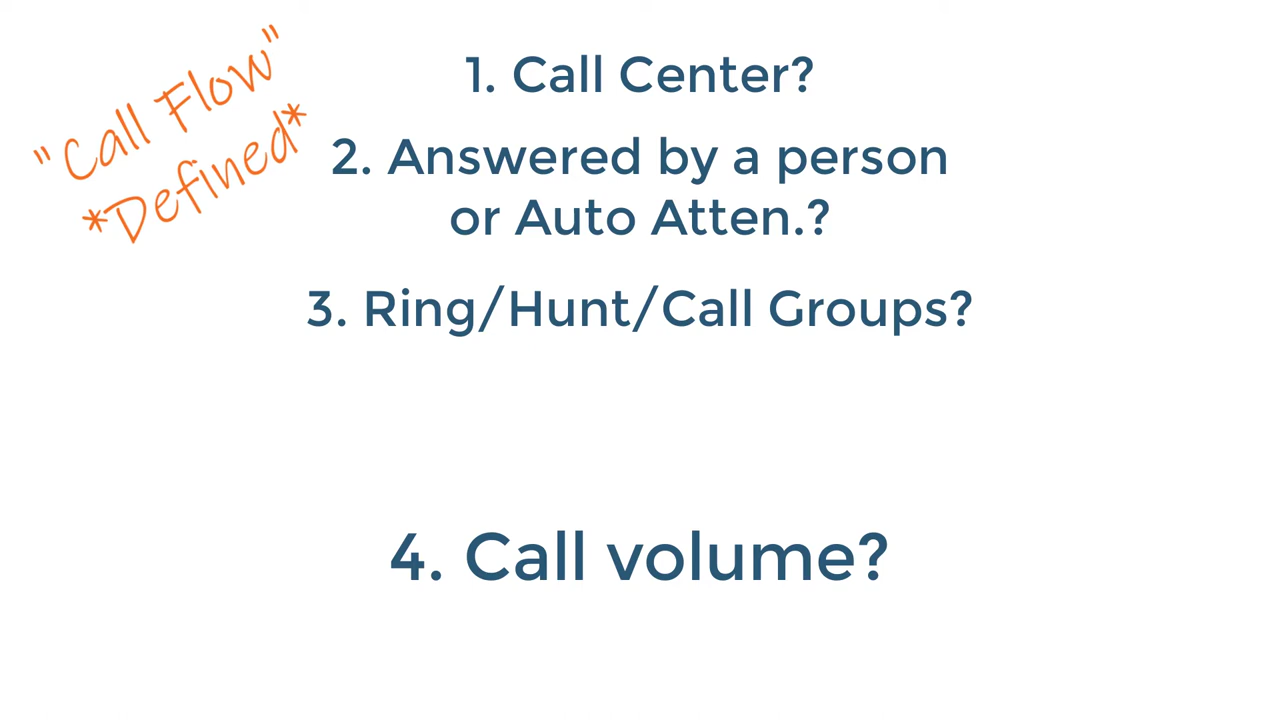 "Call Flow"
*Defined*
1. Call Center?
2. Answered by a person
or Auto Atten.?
3. Ring/Hunt/Call Groups?
4. Call volume?